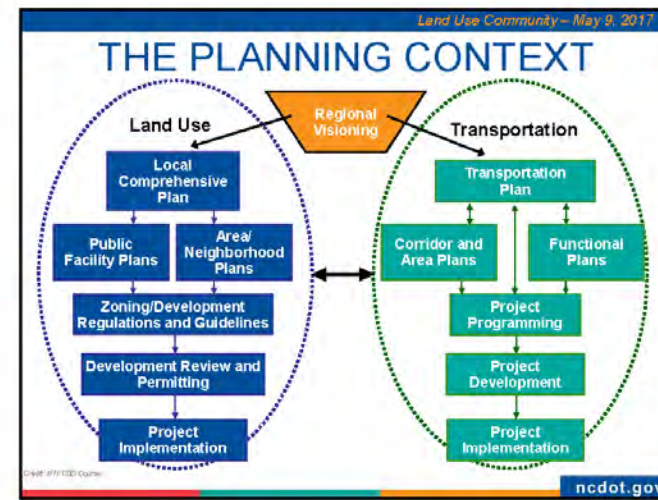 Land Use Community – May 9, 2017
THE PLANNING CONTEXT
Regional
Visioning
Land Use
Local
Comprehensive
Plan
Public
Facility Plans
Area/
Neighborhood
Plans
Zoning/Development
Regulations and Guidelines
Development Review and
Permitting
Project
Implementation
Transportation
Transportation
Plan
Corridor and
Area Plans
Functional
Plans
Project
Programming
Project
Development
Project
Implementation
Credit:
Course
ncdot.gov